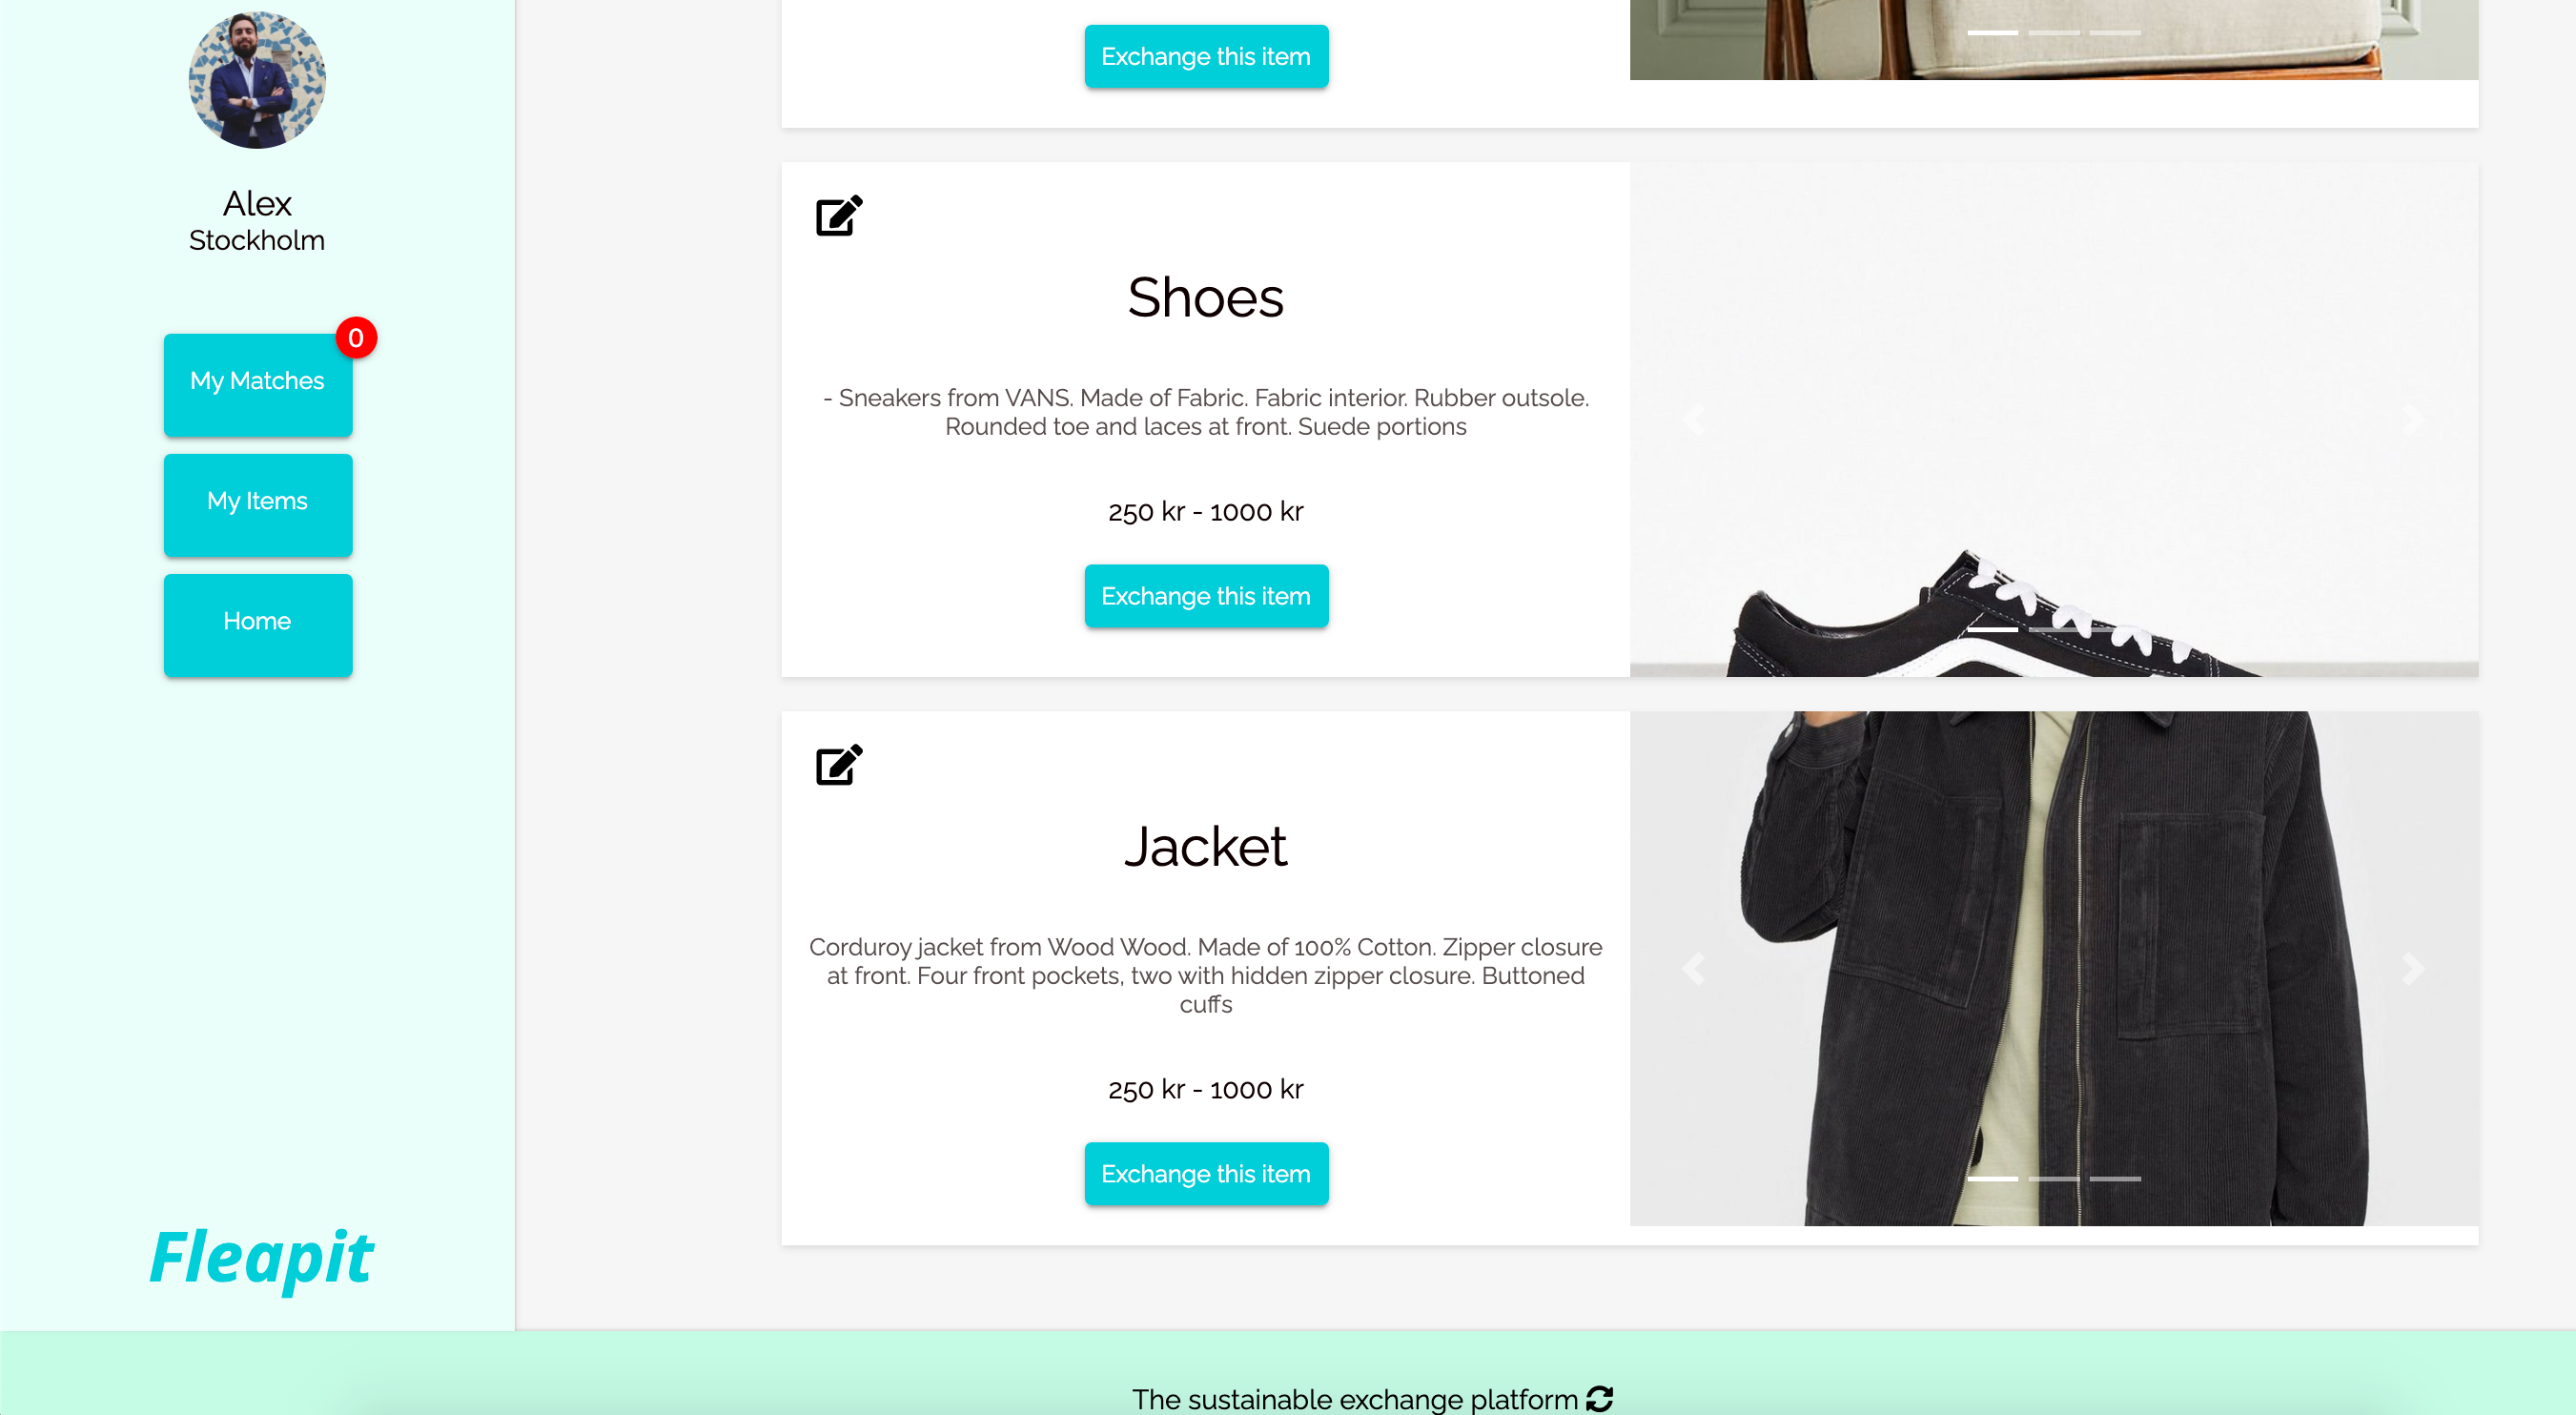 Alex
Stockholm
0
My Matches
My Items
Home
Fleapit
Exchange this item
Shoes
- Sneakers from VANS. Made of Fabric. Fabric interior. Rubber outsole.
Rounded toe and laces at front. Suede portions
250 kr - 1000 kr
Exchange this item
Jacket
Corduroy jacket from Wood Wood. Made of 100% Cotton. Zipper closure
at front. Four front pockets, two with hidden zipper closure. Buttoned
cuffs
250 kr - 1000 kr
Exchange this item
The sustainable exchange platform